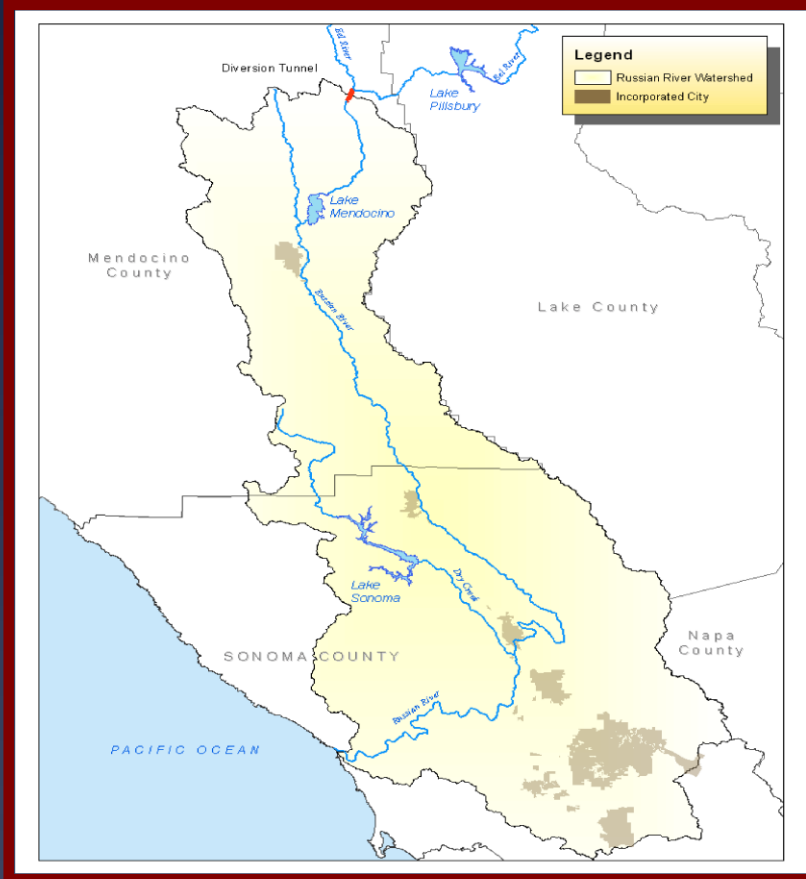 Eel River
Diversion Tunnel
Lake
Pillsbury
Eel River
Legend
Russian River Watershed
Incorporated City
Lake
Mendocino
Mendocino
County
Russian River
Lake County
Lake
Sonoma
Dry Creek
SONOMA COUNTY
Napa
County
Russian River
PACIFIC OCEAN